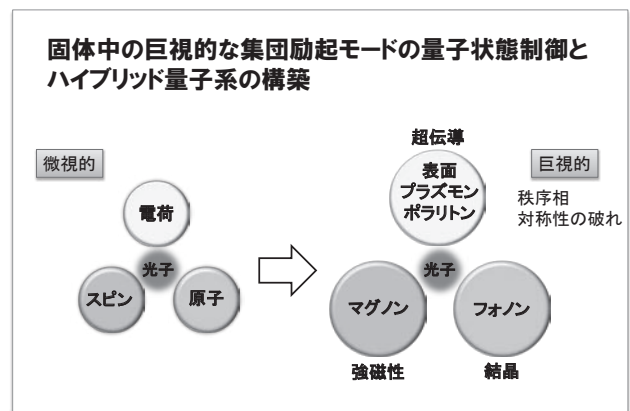 固体中の巨視的な集団励起モードの量子状態制御と
ハイブリッド量子系の構築
微視的
電荷
光子
スピン
原子
超伝導
表面
プラズモン
ポラリトン
巨視的
秩序相
対称性の破れ
光子
マグノン
フォノン
強磁性
結晶